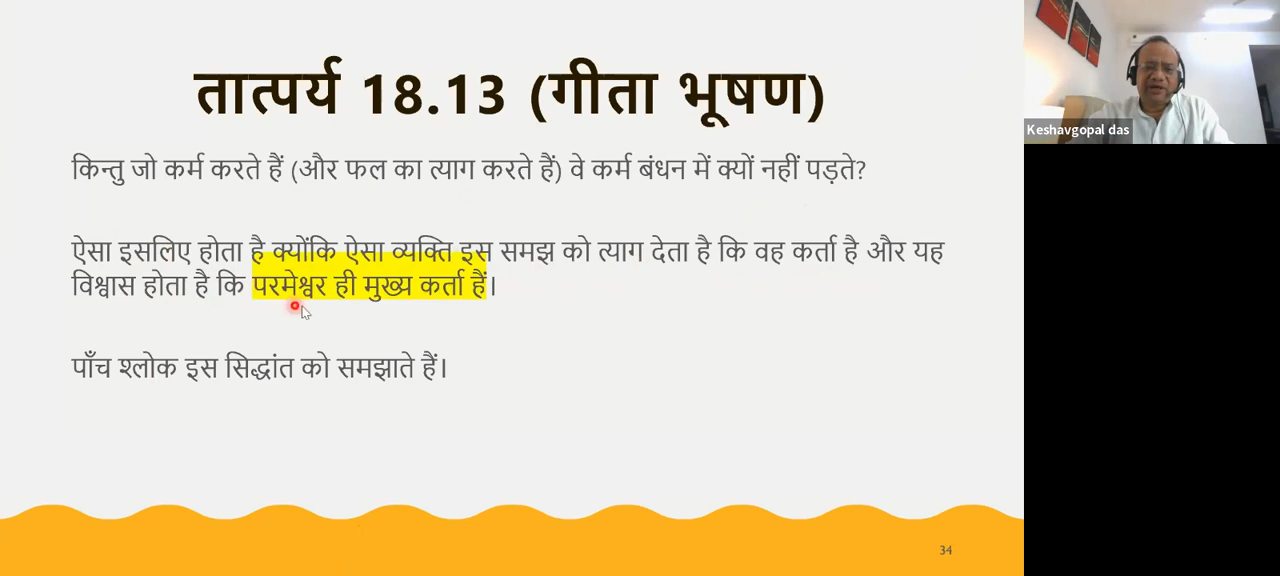 तात्पर्य 18.13 (गीता भूषण)
किन्तु जो कर्म करते हैं (और फल का त्याग करते हैं) वे कर्म बंधन में क्यों नहीं पड़ते?
ऐसा इसलिए होता है क्योंकि ऐसा व्यक्ति इस समझ को त्याग देता है कि वह कर्ता है और यह
विश्वास होता है कि परमेश्वर ही मुख्य कर्ता हैं।
पाँच श्लोक इस सिद्धांत को समझाते हैं।
34
Keshavgopal das